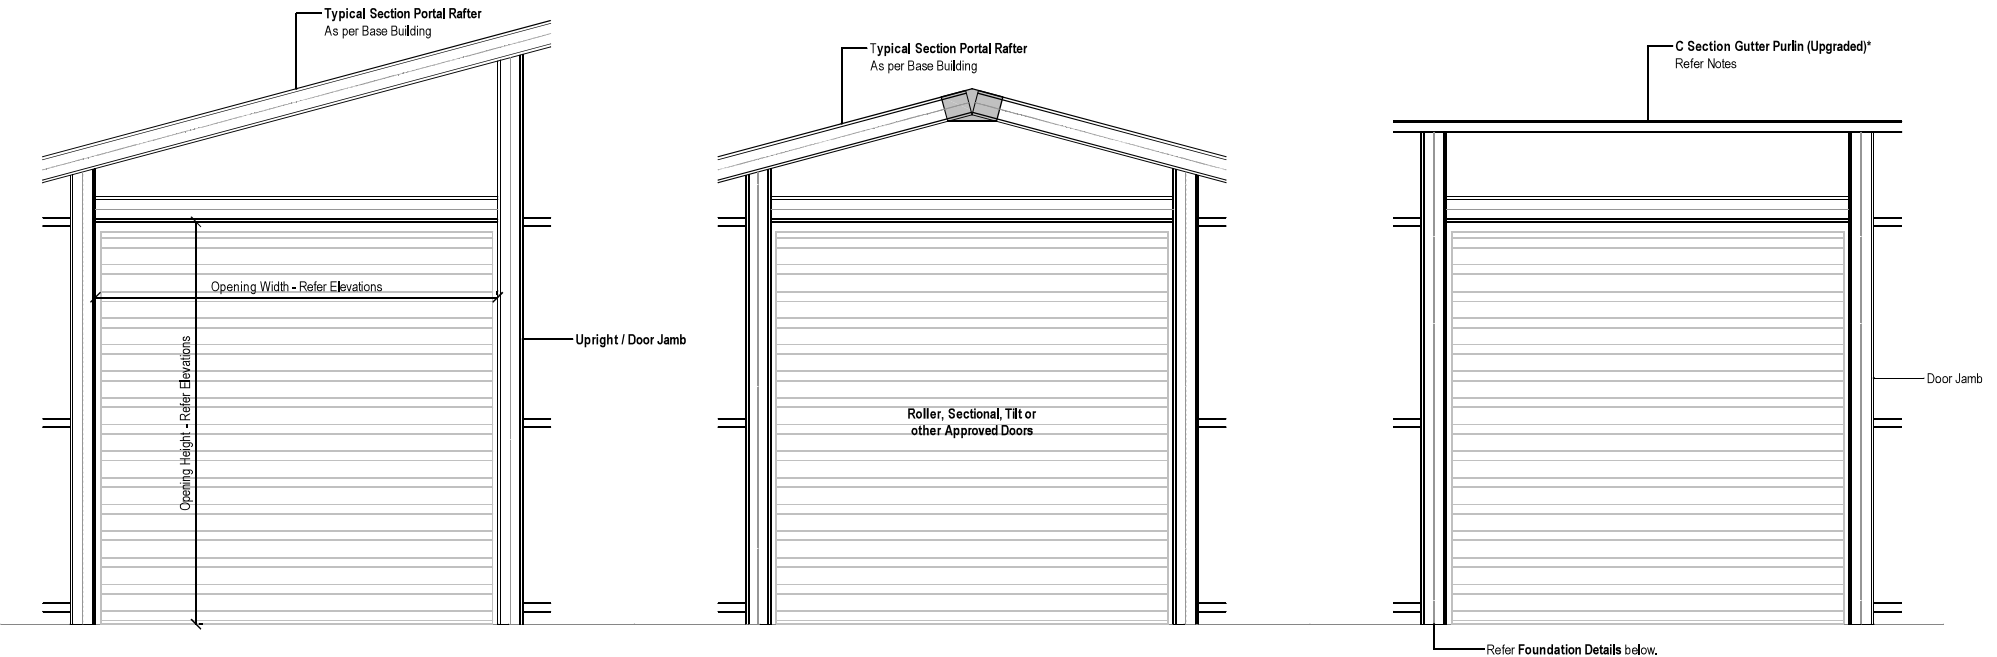 Typical Section Portal Rafter
As per Base Building
Typical Section Portal Rafter
As per Base Building
C Section Gutter Purlin (Upgraded)*
Refer Notes
Opening Width - Refer Elevations
Opening Height - Refer Elevations
Upright / Door Jamb
Roller, Sectional, Tilt or
other Approved Doors
Door Jamb
Refer Foundation Details below.